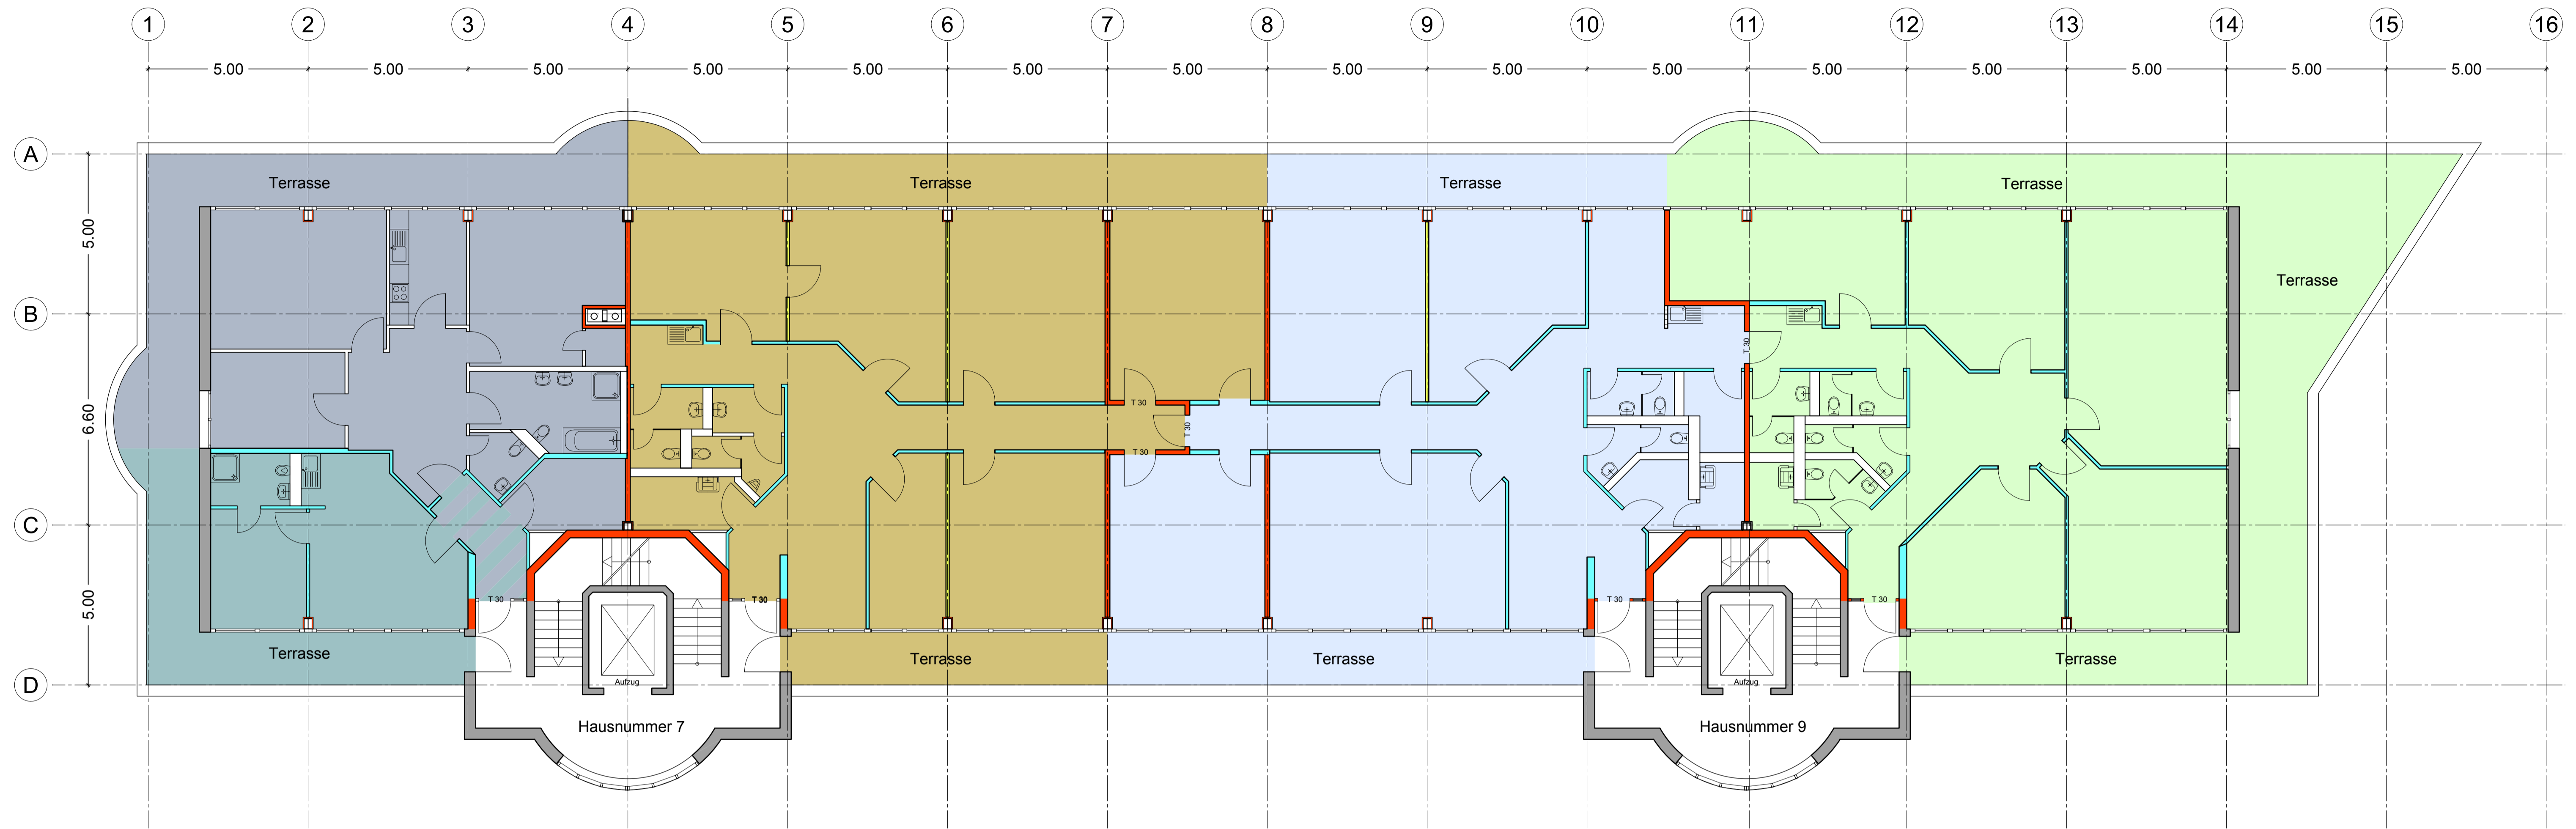 1 2 3 4 5 6 7 8 9 10 11 12 13 14 15 16
5.00 5.00 5.00 5.00 5.00 5.00 5.00 5.00 5.00 5.00 5.00 5.00 5.00 5.00 5.00
A
Terrasse Terrasse Terrasse Terrasse
5.00
Terrasse
B
T 30
T 30
6.60
T 30
T 30
C
5.00
T 30 T 30 T 30 T 30
Terrasse Terrasse Terrasse Terrasse
D
Aufzug Aufzug
Hausnummer 7 Hausnummer 9